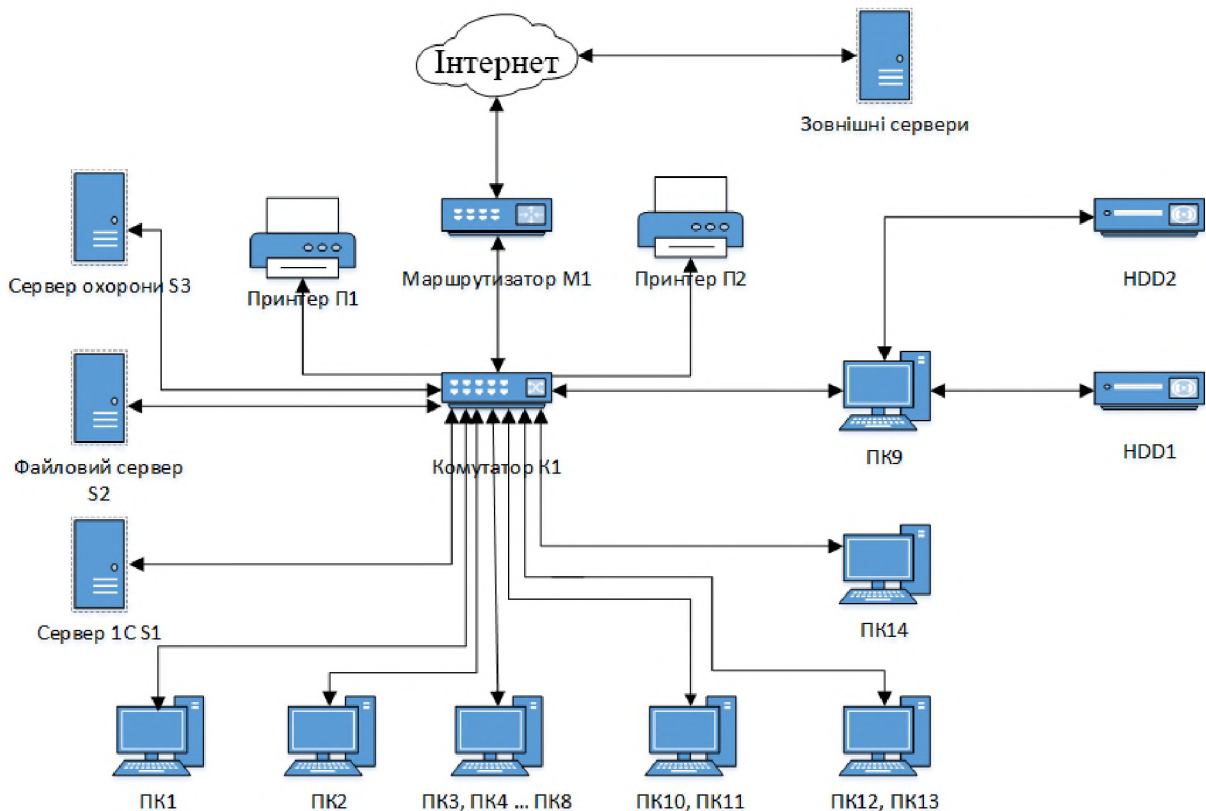 Інтернет
Зовнішні сервери
Сервер охорони S3
Принтер П1
Маршрутизатор М1
Принтер П2
HDD2
Файловий сервер
S2
Комутатор К1
ПК9
HDD1
Сервер 1С S1
ПК14
ПК1
ПК2
ПК3, ПК4 ... ПК8
ПК10, ПК11
ПК12, ПК13